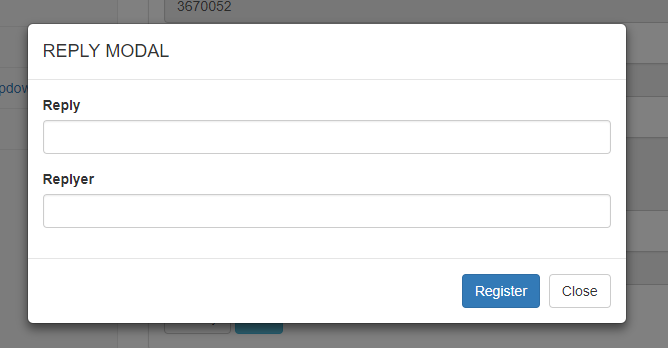 3670052
REPLY MODAL
Reply
Replyer
Register
Close